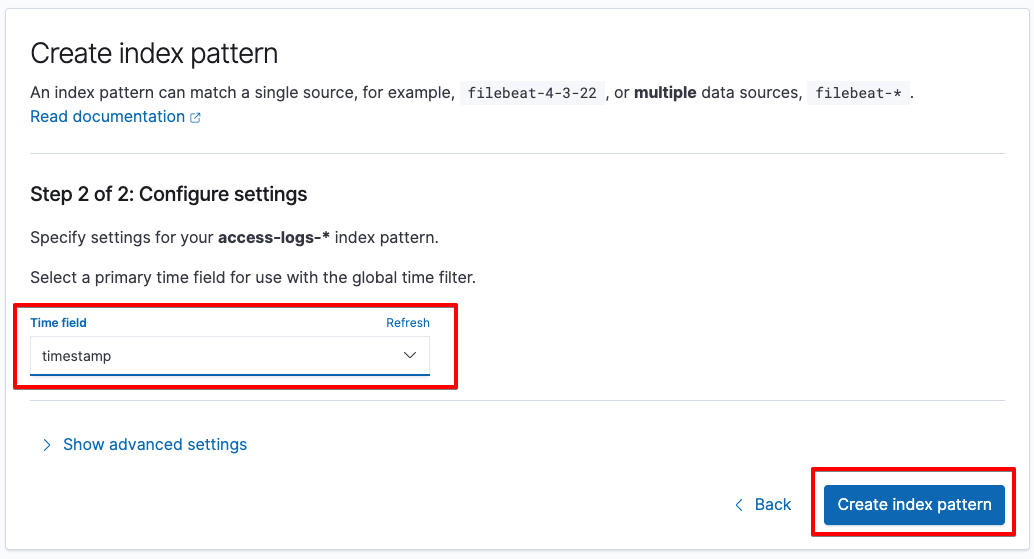 Create index pattern
An index pattern can match a single source, for example, filebeat-4-3-22 , or multiple data sources, filebeat-* .
Read documentation
Step 2 of 2: Configure settings
Specify settings for your access-logs-* index pattern.
Select a primary time field for use with the global time filter.
Time field Refresh
timestamp
Show advanced settings
Back Create index pattern